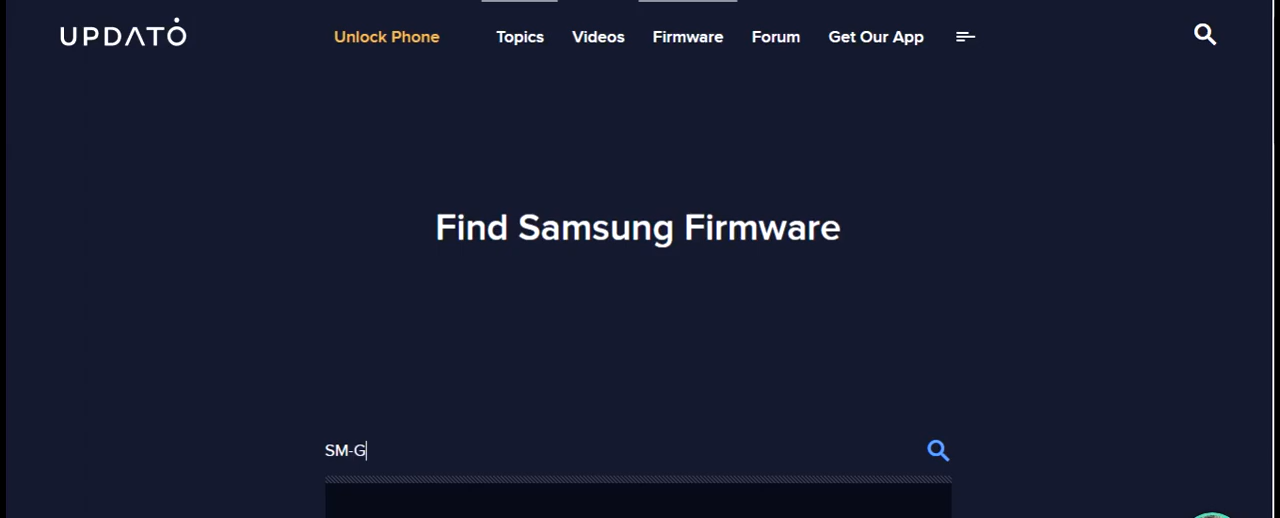 UPDATO
Unlock Phone Topics Videos Firmware Forum Get Our App
Find Samsung Firmware
SM-G